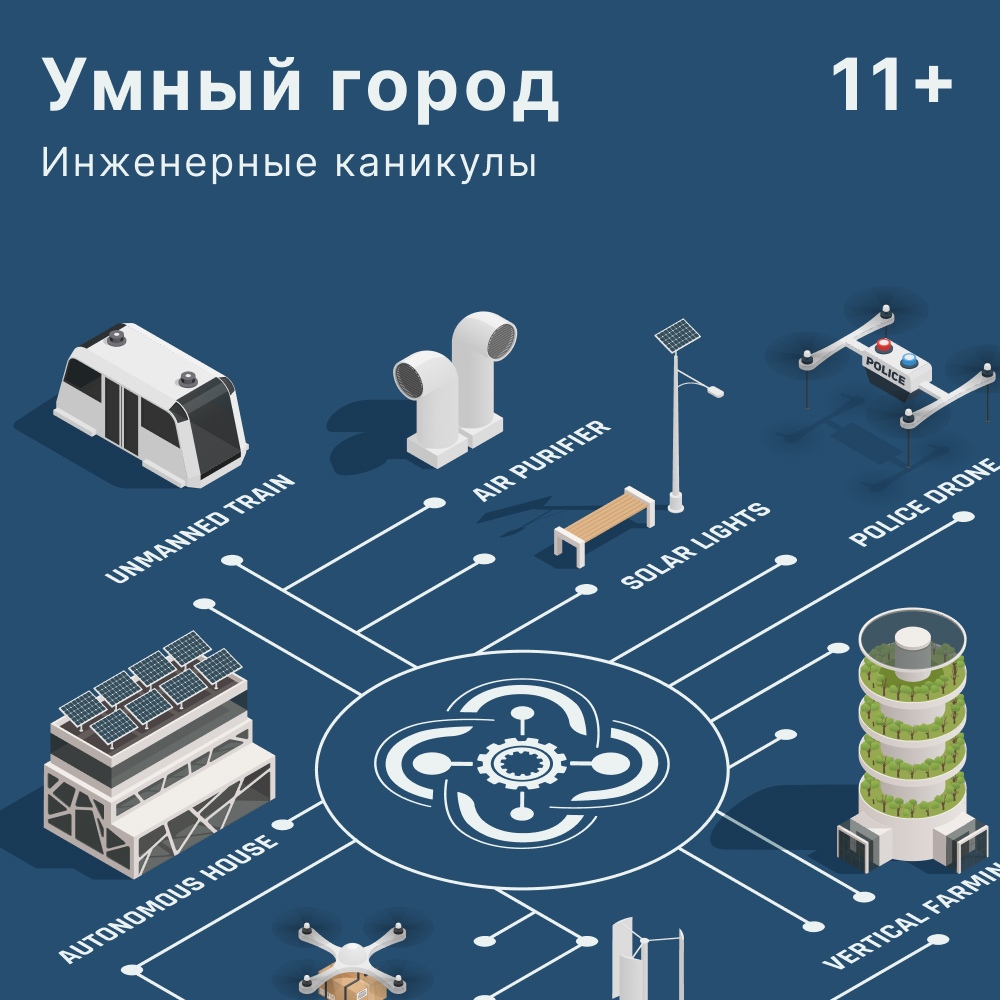 Умный город
11+
Инженерные каникулы
POLICE
AIR PURIFIER
UNMANNED TRAIN
SOLAR LIGHTS
POLICE DRONE
AUTONOMOUS HOUSE
VERTICAL FARMIN